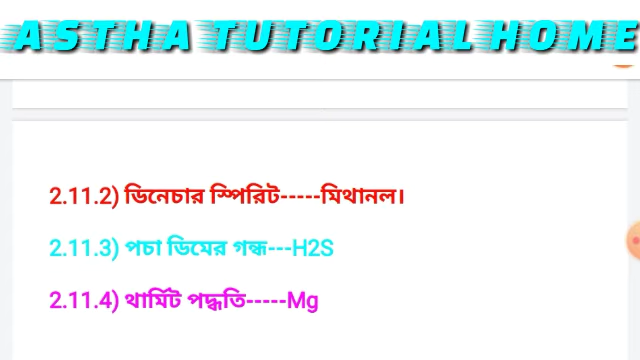 ASTHA TUTORIAL HOME
2.11.2) ডিনেচার স্পিরিট-----মিথানল।
2.11.3) পচা ডিমের গন্ধ---H2S
2.11.4) থার্মিট পদ্ধতি-----Mg